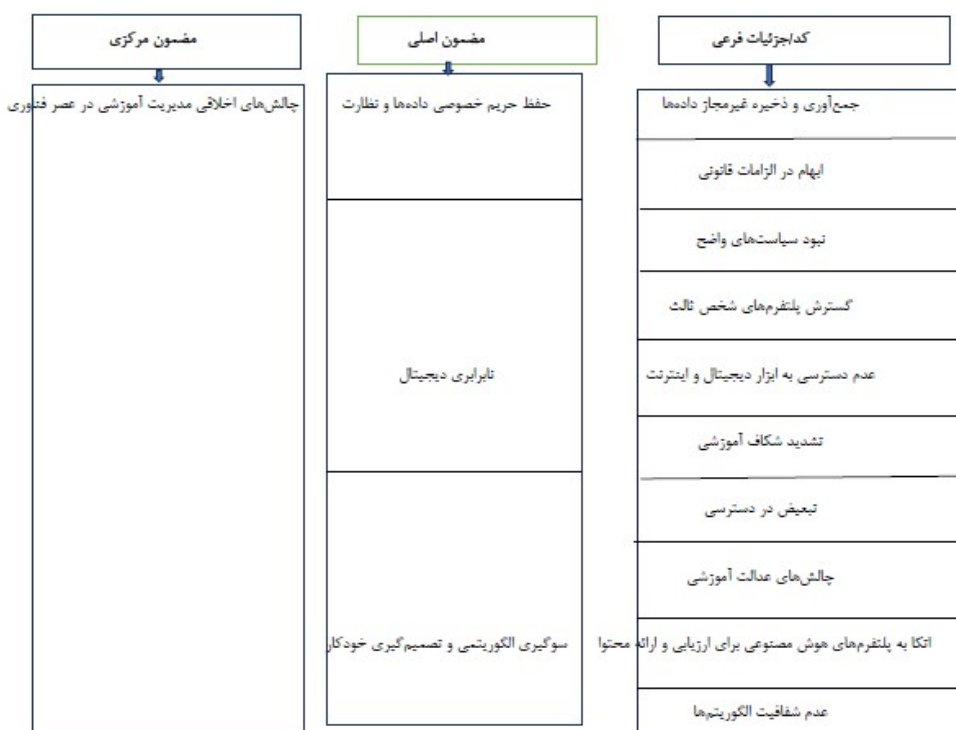 کد/جزئیات فرعی
مضمون اصلی
مضمون مرکزی
جمع‌آوری و ذخیره غیرمجاز داده‌ها
ابهام در الزامات قانونی
نبود سیاست‌های واضح
گسترش پلتفرم‌های شخص ثالث
عدم دسترسی به ابزار دیجیتال و اینترنت
تشدید شکاف آموزشی
تبعیض در دسترسی
چالش‌های عدالت آموزشی
اتکا به پلتفرم‌های هوش مصنوعی برای ارزیابی و ارائه محتوا
عدم شفافیت الگوریتم‌ها
حفظ حریم خصوصی داده‌ها و نظارت
نابرابری دیجیتال
سوگیری الگوریتمی و تصمیم‌گیری خودکار
چالش‌های اخلاقی مدیریت آموزشی در عصر فناوری